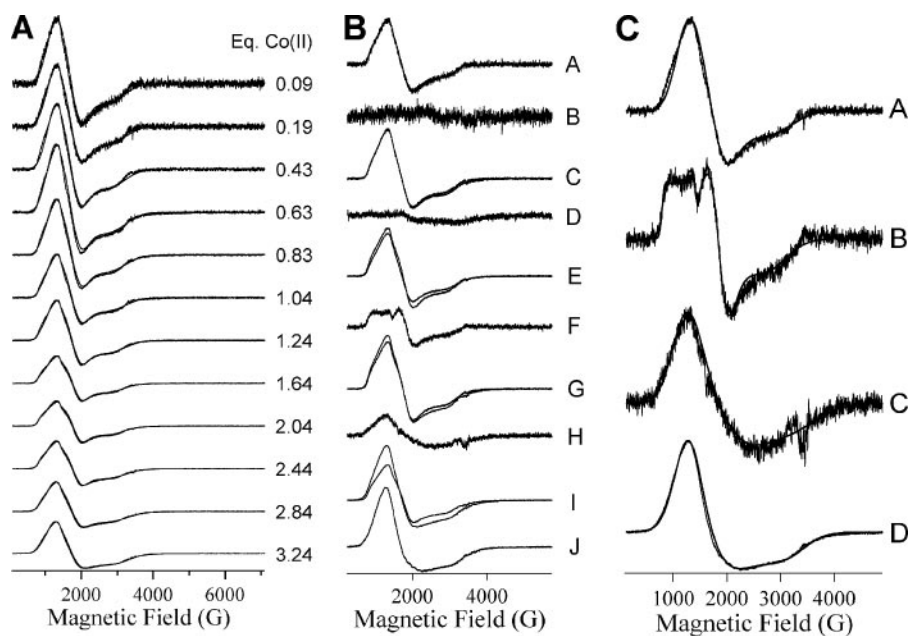 A
Eq. Co(II)
0.09
0.19
0.43
0.63
0.83
1.04
1.24
1.64
2.04
2.44
2.84
3.24
2000 4000 6000
Magnetic Field (G)
B
A
B
C
D
E
F
G
H
I
J
2000 4000
Magnetic Field (G)
C
A
B
C
D
1000 2000 3000 4000
Magnetic Field (G)